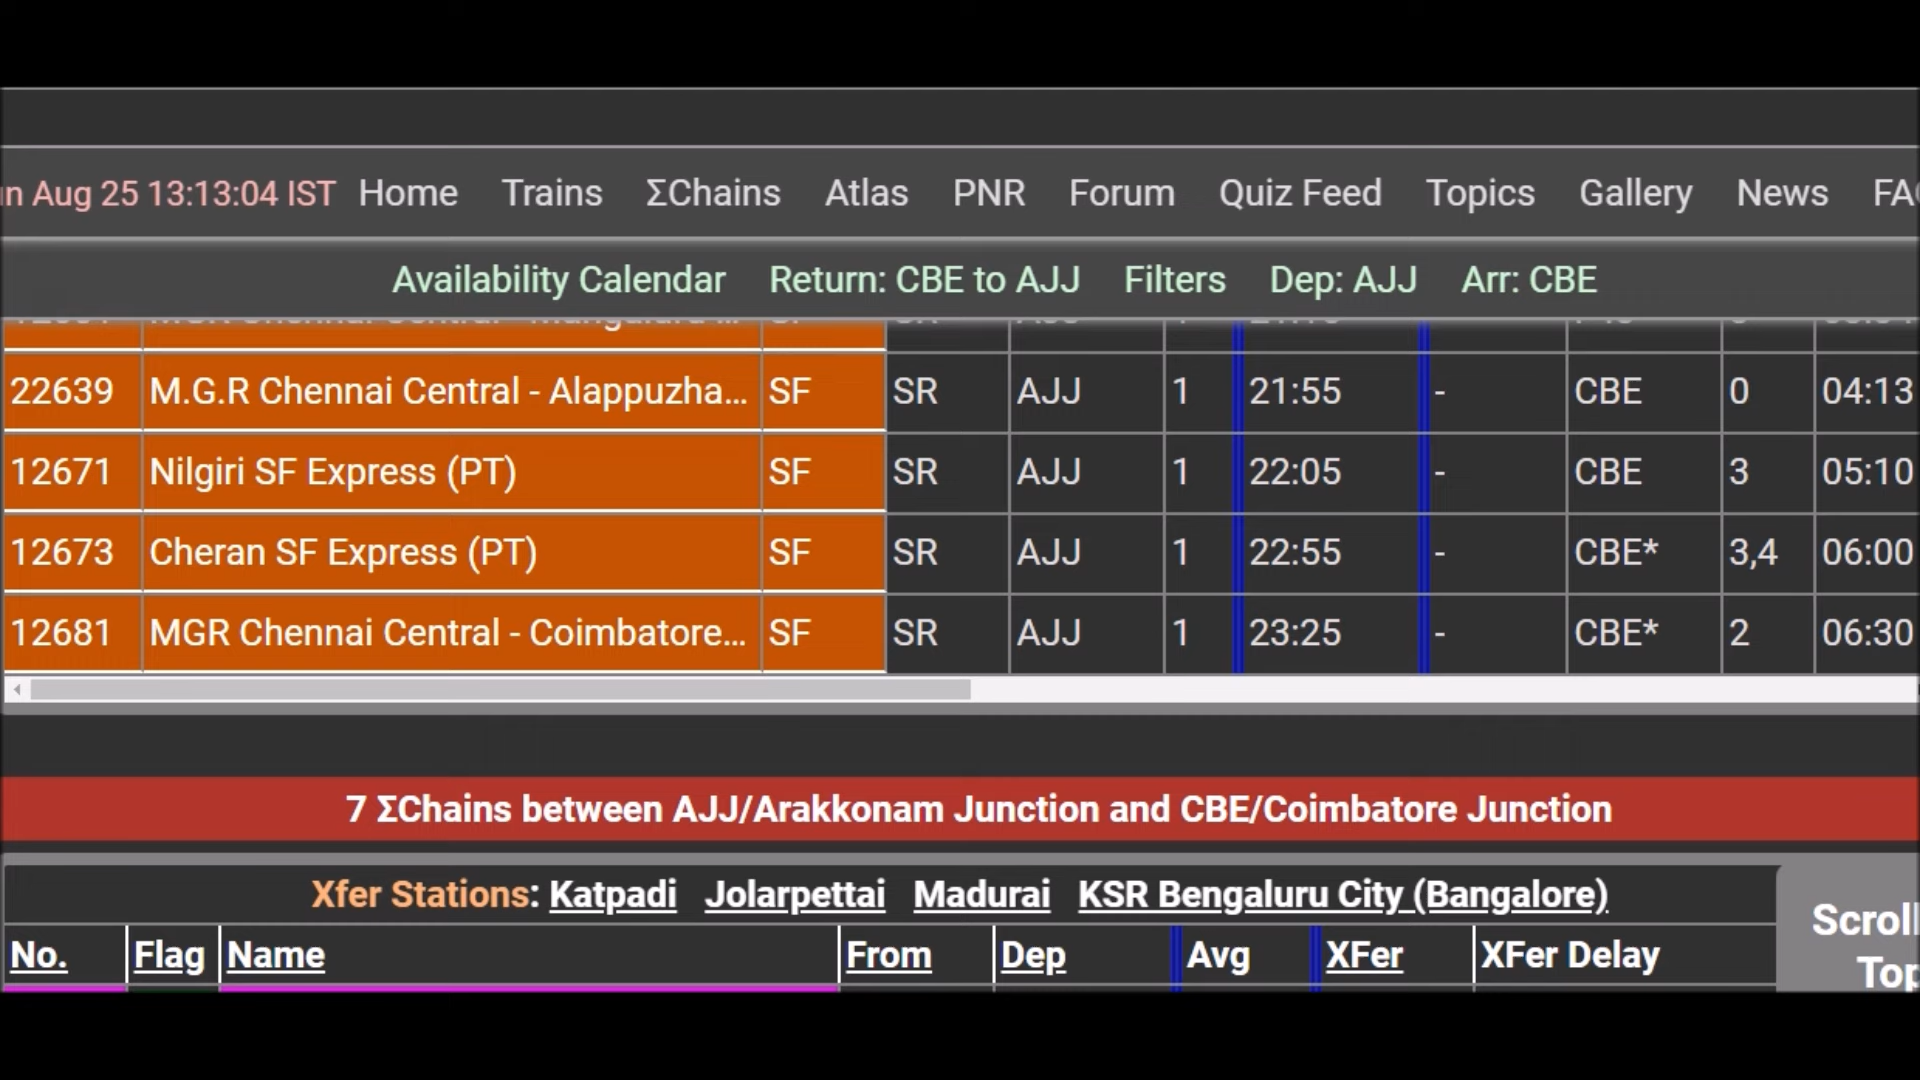 n Aug 25 13:13:04 IST Home Trains ΣChains Atlas PNR Forum Quiz Feed Topics Gallery News FA
Availability Calendar Return: CBE to AJJ Filters Dep: AJJ Arr: CBE
22639 M.G.R Chennai Central - Alappuzha... SF SR AJJ 1 21:55 - CBE 0 04:13
12671 Nilgiri SF Express (PT) SF SR AJJ 1 22:05 - CBE 3 05:10
12673 Cheran SF Express (PT) SF SR AJJ 1 22:55 - CBE* 3,4 06:00
12681 MGR Chennai Central - Coimbatore... SF SR AJJ 1 23:25 - CBE* 2 06:30
7 ΣChains between AJJ/Arakkonam Junction and CBE/Coimbatore Junction
Xfer Stations: Katpadi Jolarpettai Madurai KSR Bengaluru City (Bangalore)
Scroll
Top
No. Flag Name From Dep Avg XFer XFer Delay